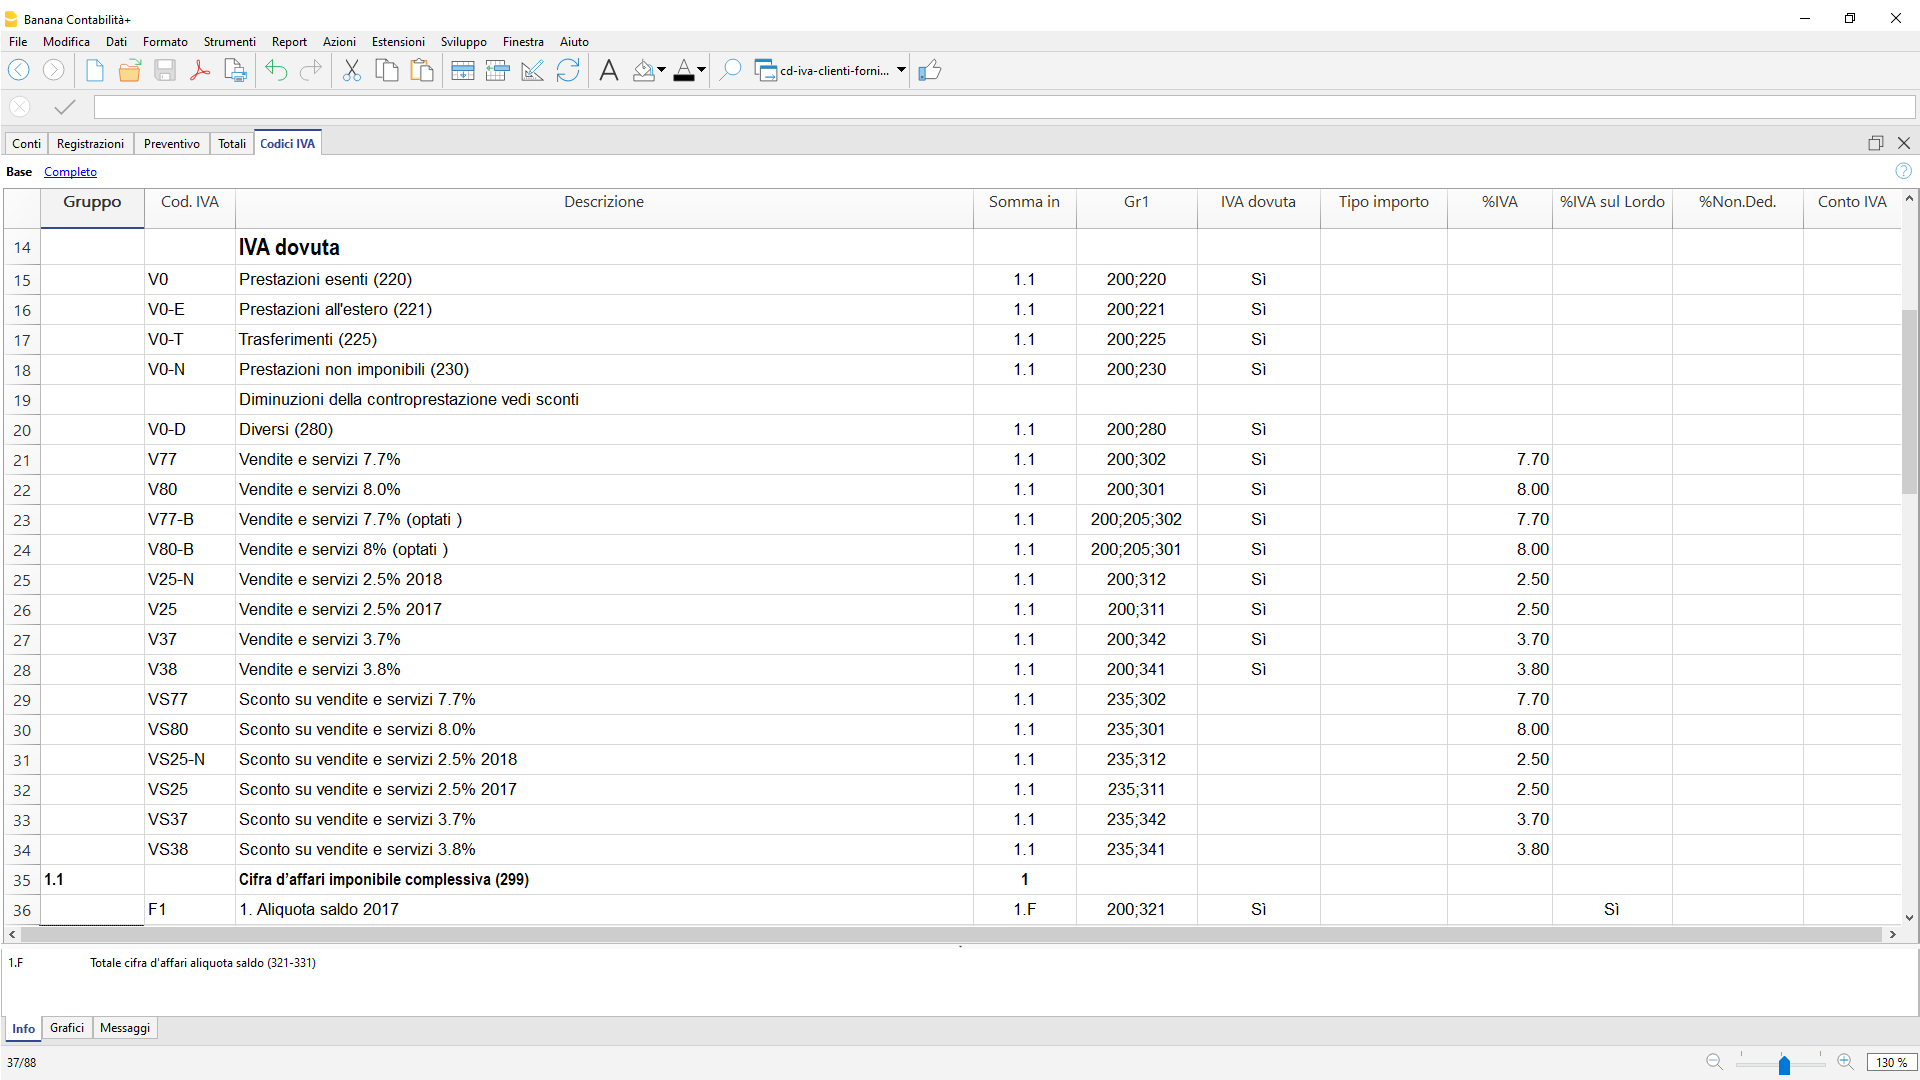 Banana Contabilità+
File Modifica Dati Formato Strumenti Report Azioni Estensioni Sviluppo Finestra Aiuto
cd-iva-clienti-forni...
Conti Registrazioni Preventivo Totali Codici IVA
Base Completo
Gruppo Cod. IVA Descrizione Somma in Gr1 IVA dovuta Tipo importo %IVA %IVA sul Lordo %Non.Ded. Conto IVA
14 IVA dovuta
15 V0 Prestazioni esenti (220) 1.1 200;220 Sì
16 V0-E Prestazioni all'estero (221) 1.1 200;221 Sì
17 V0-T Trasferimenti (225) 1.1 200;225 Sì
18 V0-N Prestazioni non imponibili (230) 1.1 200;230 Sì
19 Diminuzioni della controprestazione vedi sconti
20 V0-D Diversi (280) 1.1 200;280 Sì
21 V77 Vendite e servizi 7.7% 1.1 200;302 Sì 7.70
22 V80 Vendite e servizi 8.0% 1.1 200;301 Sì 8.00
23 V77-B Vendite e servizi 7.7% (optati ) 1.1 200;205;302 Sì 7.70
24 V80-B Vendite e servizi 8% (optati ) 1.1 200;205;301 Sì 8.00
25 V25-N Vendite e servizi 2.5% 2018 1.1 200;312 Sì 2.50
26 V25 Vendite e servizi 2.5% 2017 1.1 200;311 Sì 2.50
27 V37 Vendite e servizi 3.7% 1.1 200;342 Sì 3.70
28 V38 Vendite e servizi 3.8% 1.1 200;341 Sì 3.80
29 VS77 Sconto su vendite e servizi 7.7% 1.1 235;302 7.70
30 VS80 Sconto su vendite e servizi 8.0% 1.1 235;301 8.00
31 VS25-N Sconto su vendite e servizi 2.5% 2018 1.1 235;312 2.50
32 VS25 Sconto su vendite e servizi 2.5% 2017 1.1 235;311 2.50
33 VS37 Sconto su vendite e servizi 3.7% 1.1 235;342 3.70
34 VS38 Sconto su vendite e servizi 3.8% 1.1 235;341 3.80
35 1.1 Cifra d'affari imponibile complessiva (299) 1
36 F1 1. Aliquota saldo 2017 1.F 200;321 Sì Sì
1.F Totale cifra d'affari aliquota saldo (321-331)
Info Grafici Messaggi
37/88 130 %